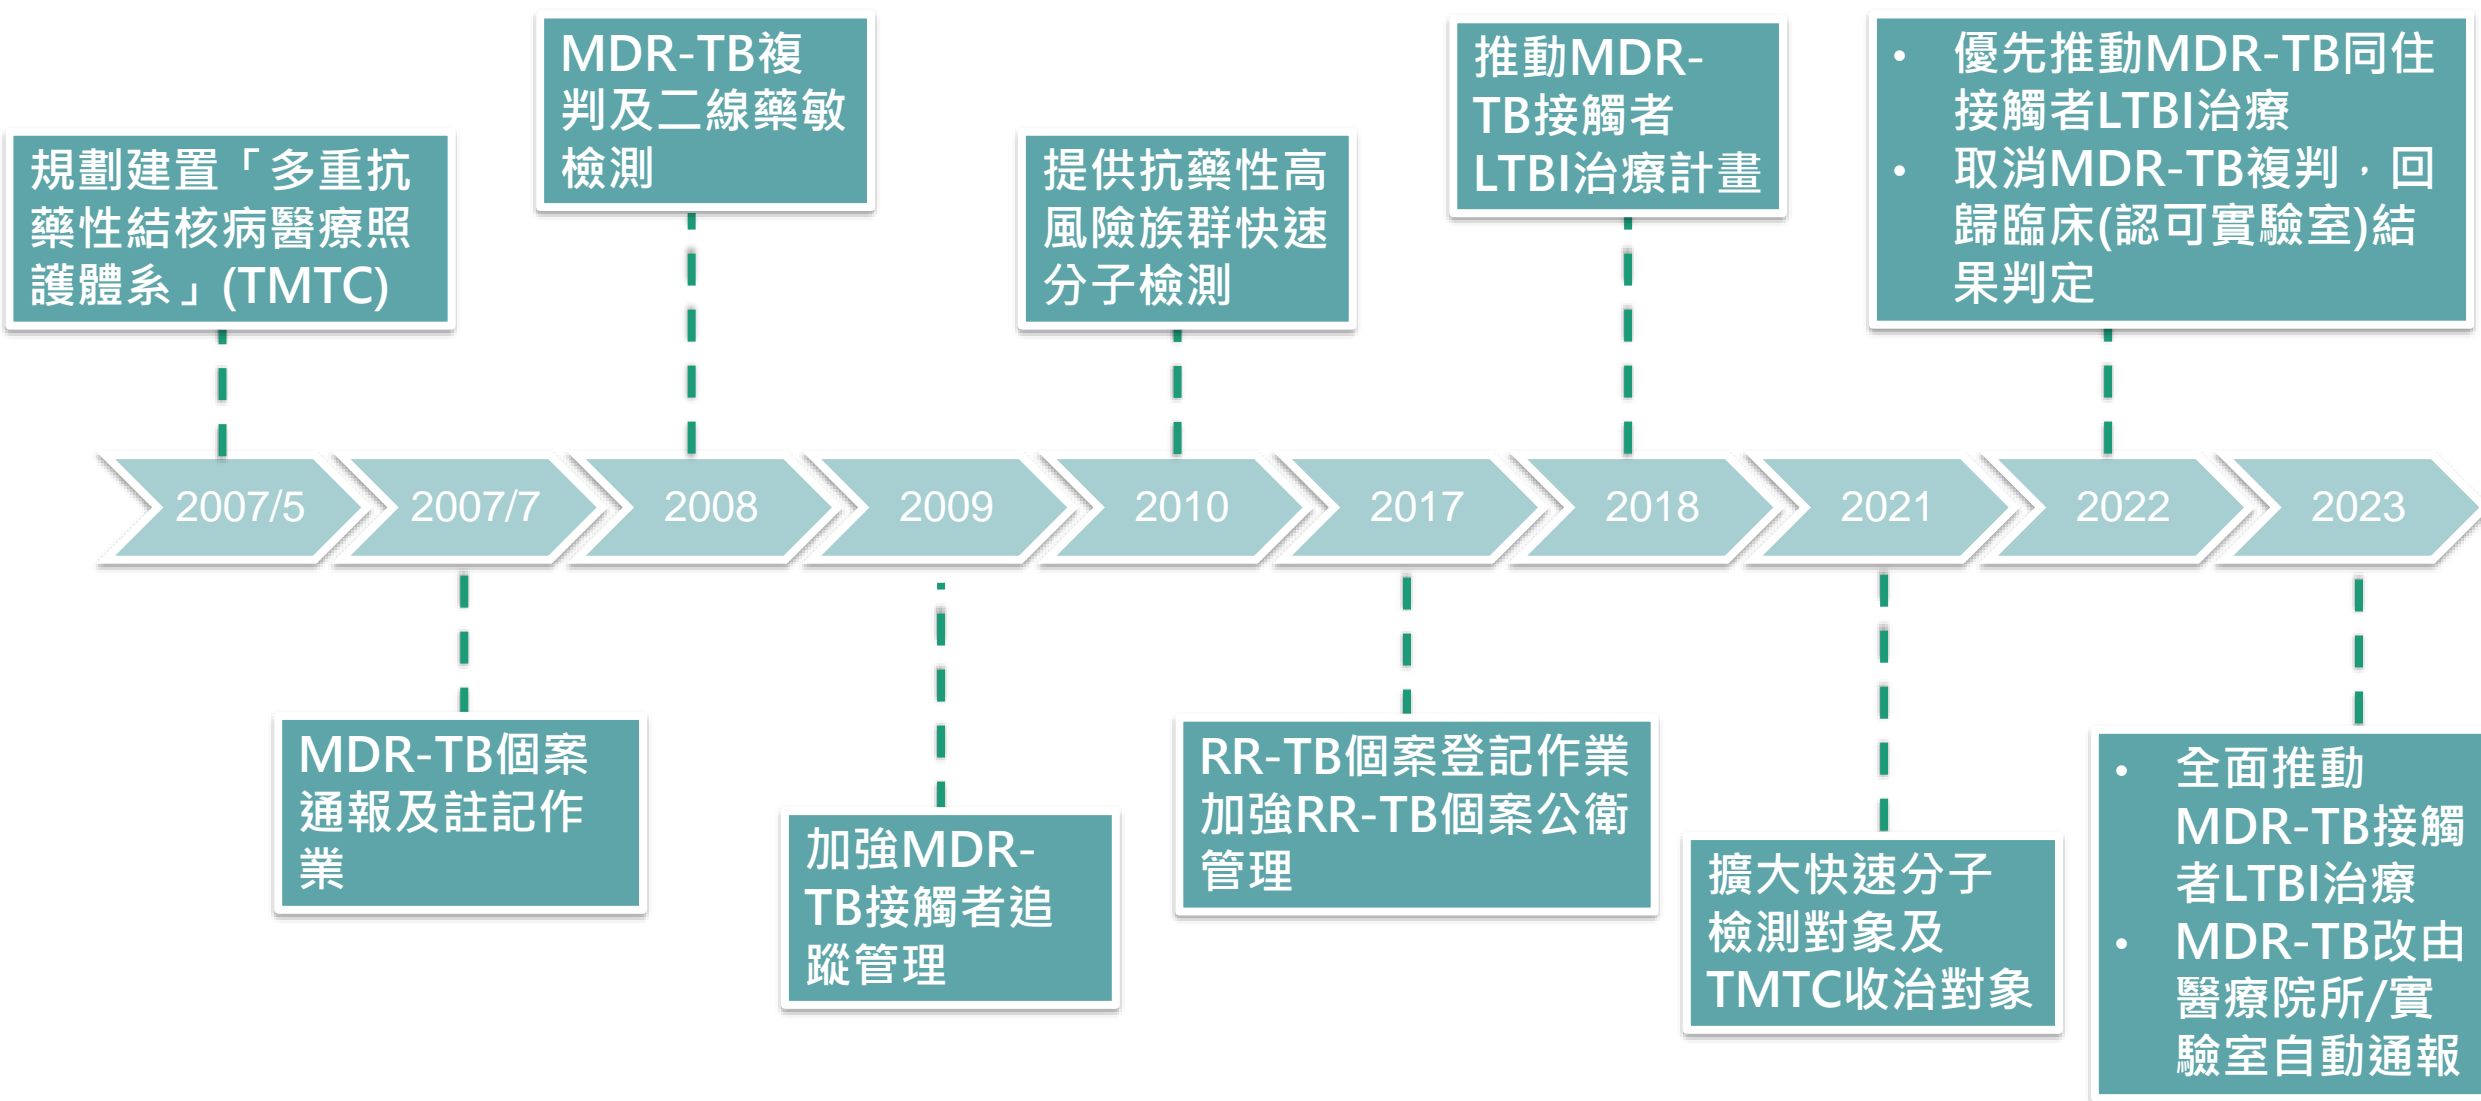 規劃建置「多重抗
藥性結核病醫療照
護體系」(TMTC)
MDR-TB複
判及二線藥敏
檢測
提供抗藥性高
風險族群快速
分子檢測
推動MDR-
TB接觸者
LTBI治療計畫
• 優先推動MDR-TB同住
接觸者LTBI治療
• 取消MDR-TB複判，回
歸臨床(認可實驗室)結
果判定
2007/5
2007/7
2008
2009
2010
2017
2018
2021
2022
2023
MDR-TB個案
通報及註記作
業
加強MDR-
TB接觸者追
蹤管理
RR-TB個案登記作業
加強RR-TB個案公衛
管理
擴大快速分子
檢測對象及
TMTC收治對象
• 全面推動
MDR-TB接觸
者LTBI治療
• MDR-TB改由
醫療院所/實
驗室自動通報